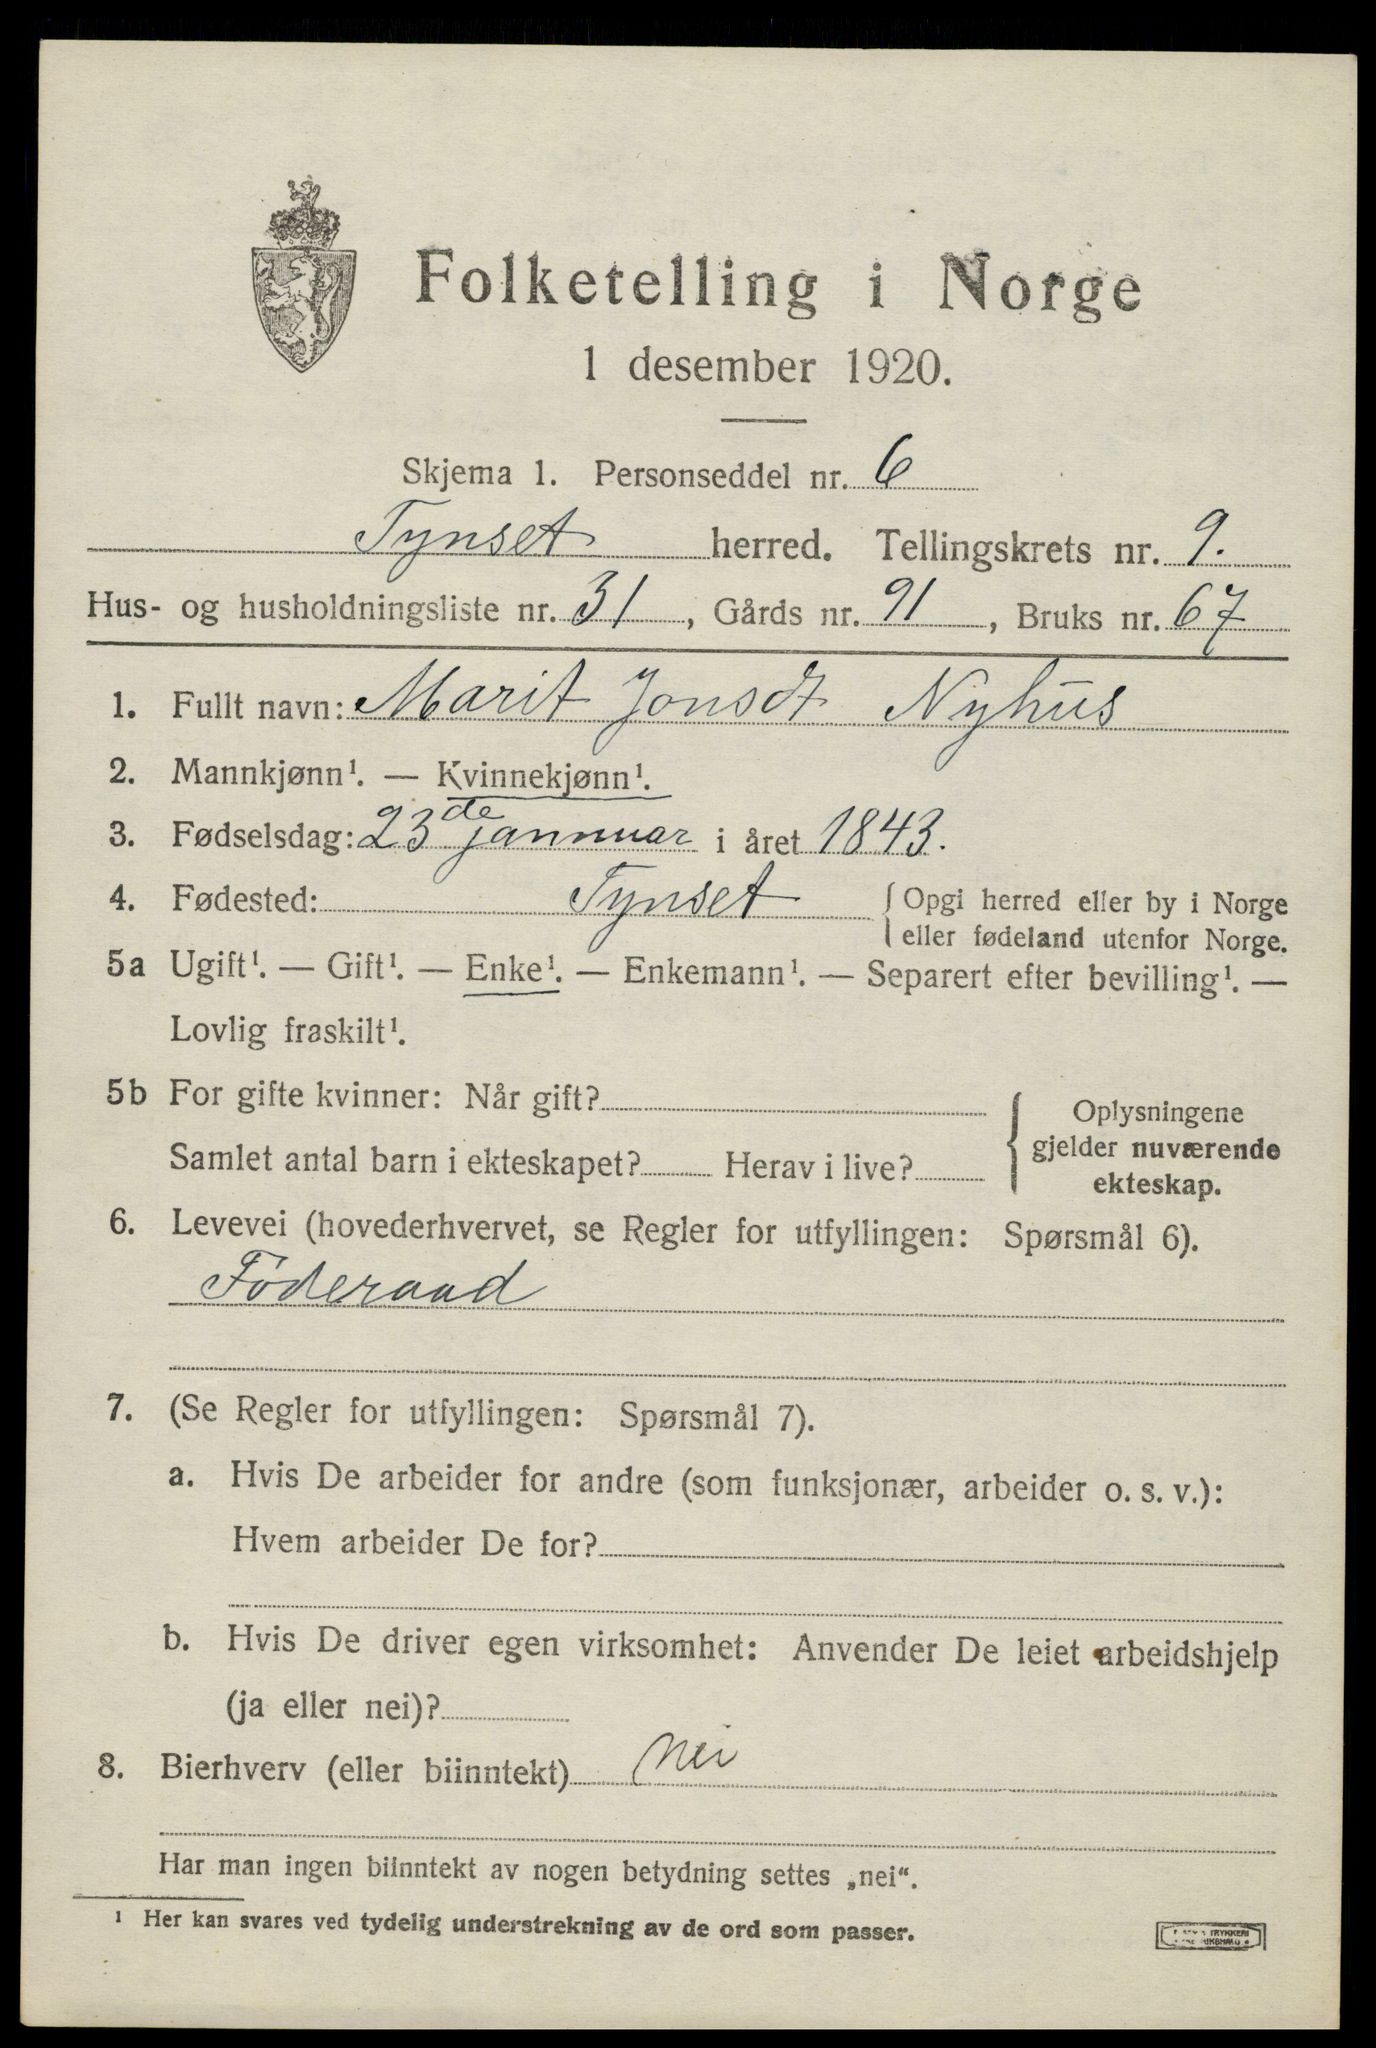 Folketelling i Norge
1 desember 1920.
Skjema 1. Personseddel nr. 6
Tynset herred. Tellingskrets nr. 9.
Hus- og husholdningsliste nr. 31, Gårds nr. 91, Bruks nr. 67
1. Fullt navn: Marit Jonsdt Nyhus
2. Mannkjønn¹. — Kvinnekjønn¹.
3. Fødselsdag: 23de jannuar i året 1843.
4. Fødested: Tynset { Opgi herred eller by i Norge
eller fødeland utenfor Norge.
5a Ugift¹. — Gift¹. — Enke¹. — Enkemann¹. — Separert efter bevilling¹. —
Lovlig fraskilt¹.
5b For gifte kvinner: Når gift?
Samlet antal barn i ekteskapet? Herav i live?
{ Oplysningene
gjelder nuværende
ekteskap.
6. Levevei (hovederhvervet, se Regler for utfyllingen: Spørsmål 6).
Föderaad
7. (Se Regler for utfyllingen: Spørsmål 7).
a. Hvis De arbeider for andre (som funksjonær, arbeider o. s. v.):
Hvem arbeider De for?
b. Hvis De driver egen virksomhet: Anvender De leiet arbeidshjelp
(ja eller nei)?
8. Bierhverv (eller biinntekt) nei
Har man ingen biinntekt av nogen betydning settes „nei“.
¹ Her kan svares ved tydelig understrekning av de ord som passer.